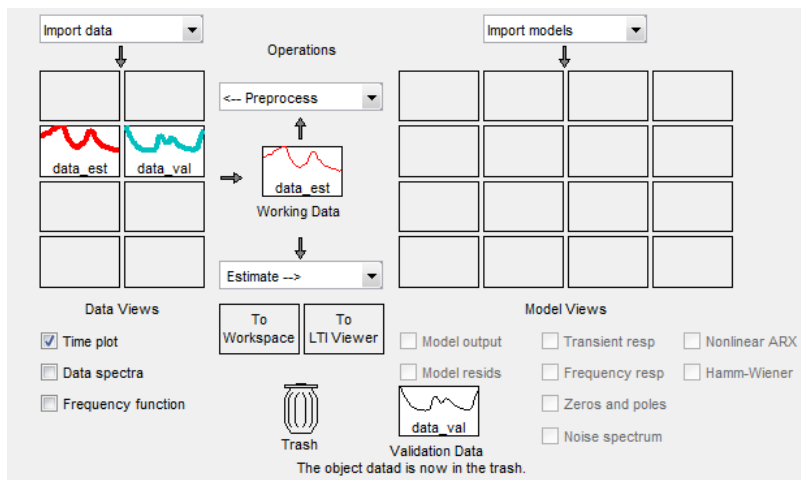 Import data
Operations
Import models
<-- Preprocess
data_est
data_val
data_est
Working Data
Estimate -->
Data Views
To
Workspace
To
LTI Viewer
Model Views
Time plot
Data spectra
Frequency function
Model output
Transient resp
Nonlinear ARX
Model resids
Frequency resp
Hamm-Wiener
Zeros and poles
Noise spectrum
Trash
data_val
Validation Data
The object datad is now in the trash.